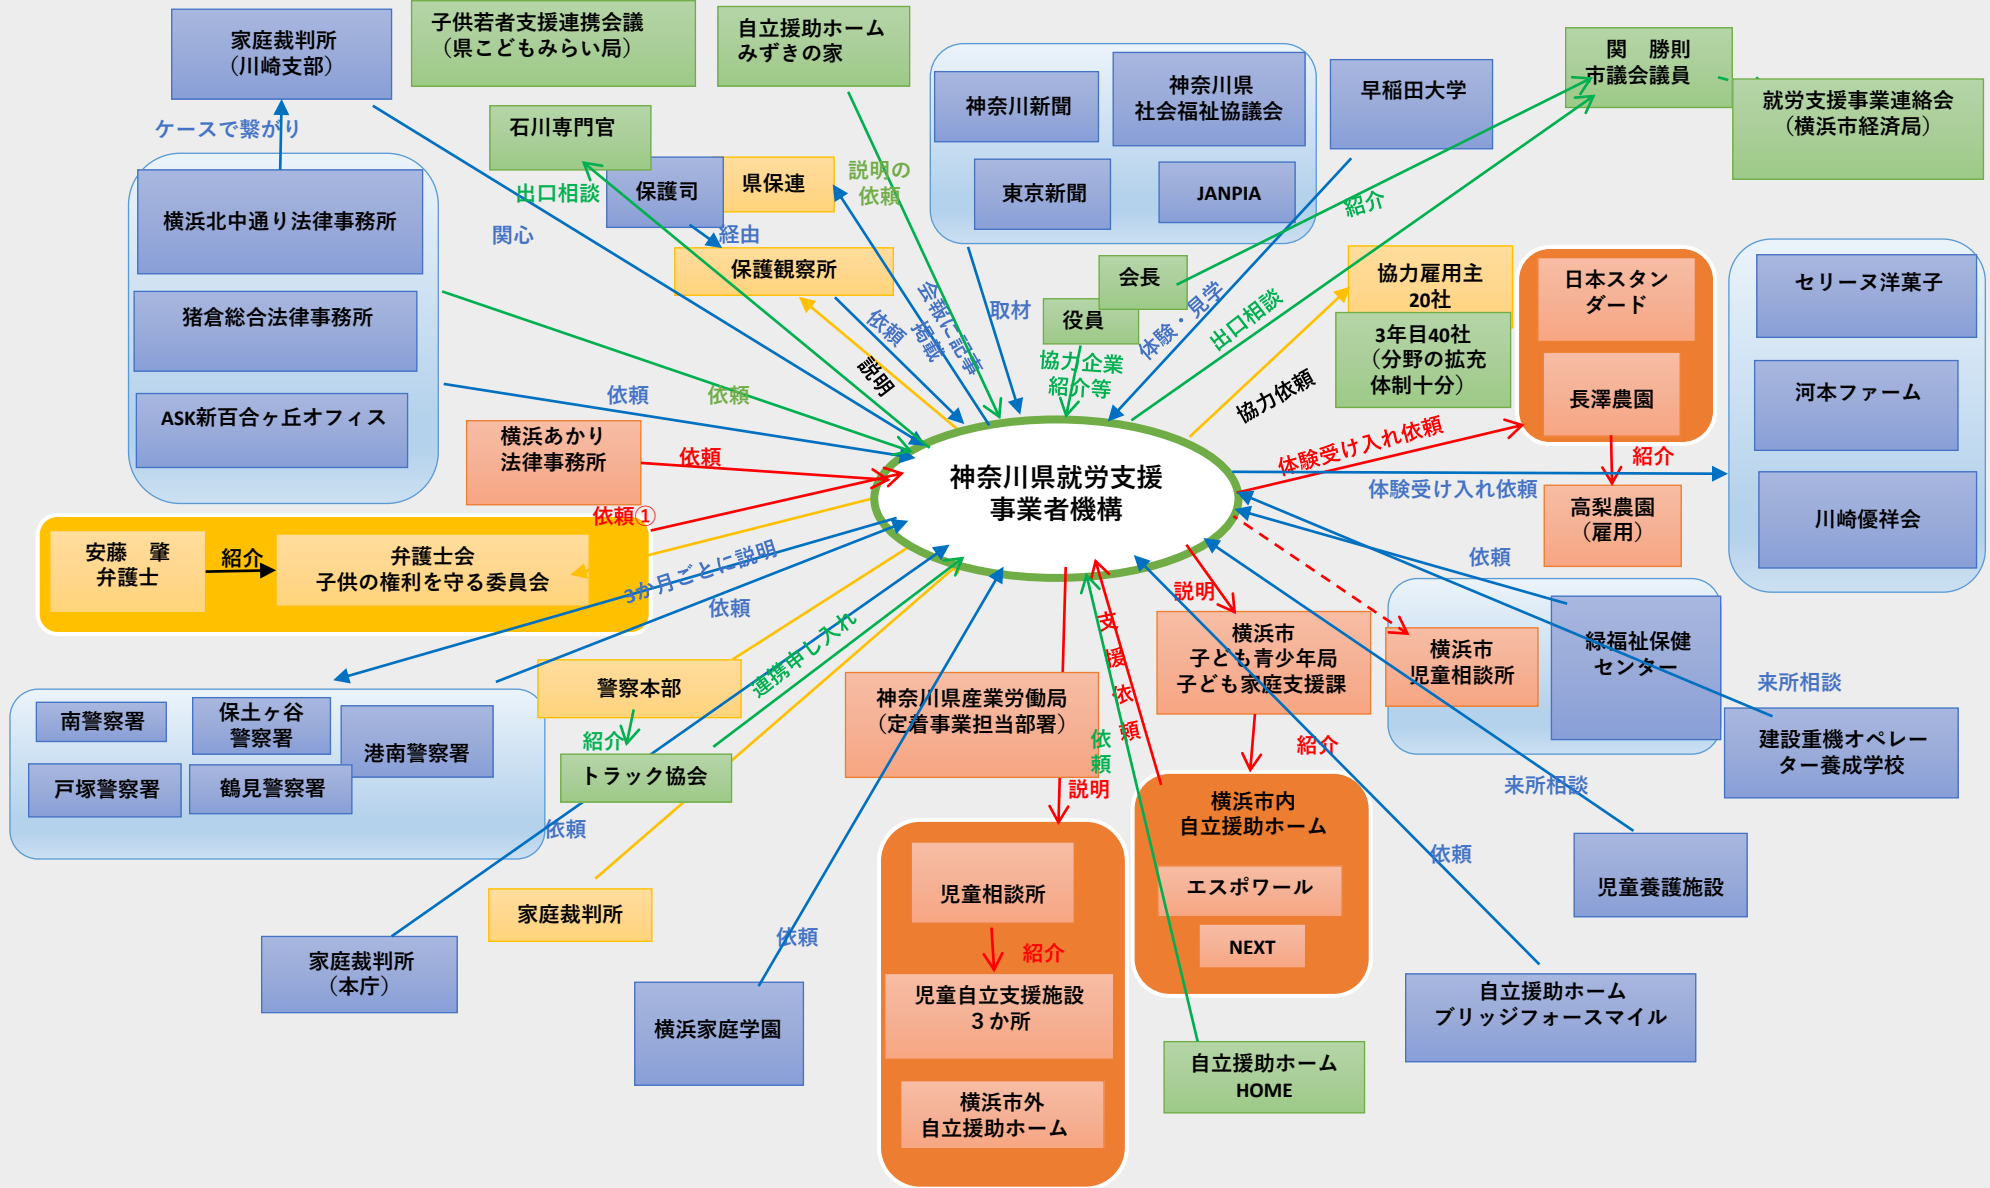 家庭裁判所
（川崎支部）
子供若者支援連携会議
（県こどもみらい局）
自立援助ホーム
みずきの家
神奈川新聞
神奈川県
社会福祉協議会
東京新聞
JANPIA
早稲田大学
関　勝則
市議会議員
就労支援事業連絡会
（横浜市経済局）
ケースで繋がり
石川専門官
出口相談
保護司
県保連
説明の
依頼
経由
保護観察所
関心
横浜北中通り法律事務所
猪倉総合法律事務所
ASK新百合ヶ丘オフィス
会報に記事
掲載
依頼
説明
取材
会長
役員
協力企業
紹介等
体験・見学
紹介
出口相談
協力依頼
協力雇用主
20社
3年目40社
（分野の拡充
体制十分）
日本スタン
ダード
長澤農園
紹介
高梨農園
（雇用）
セリーヌ洋菓子
河本ファーム
川崎優祥会
依頼
依頼
横浜あかり
法律事務所
依頼
依頼①
神奈川県就労支援
事業者機構
体験受け入れ依頼
体験受け入れ依頼
安藤　肇
弁護士
紹介
弁護士会
子供の権利を守る委員会
3か月ごとに説明
依頼
連携申し入れ
警察本部
紹介
トラック協会
南警察署
保土ヶ谷
警察署
港南警察署
戸塚警察署
鶴見警察署
依頼
家庭裁判所
家庭裁判所
（本庁）
依頼
横浜家庭学園
神奈川県産業労働局
（定着事業担当部署）
説明
児童相談所
紹介
児童自立支援施設
３か所
横浜市外
自立援助ホーム
支援依頼
依頼
説明
横浜市
子ども青少年局
子ども家庭支援課
紹介
横浜市内
自立援助ホーム
エスポワール
NEXT
自立援助ホーム
HOME
横浜市
児童相談所
緑福祉保健
センター
依頼
来所相談
建設重機オペレー
ター養成学校
来所相談
児童養護施設
依頼
自立援助ホーム
ブリッジフォースマイル